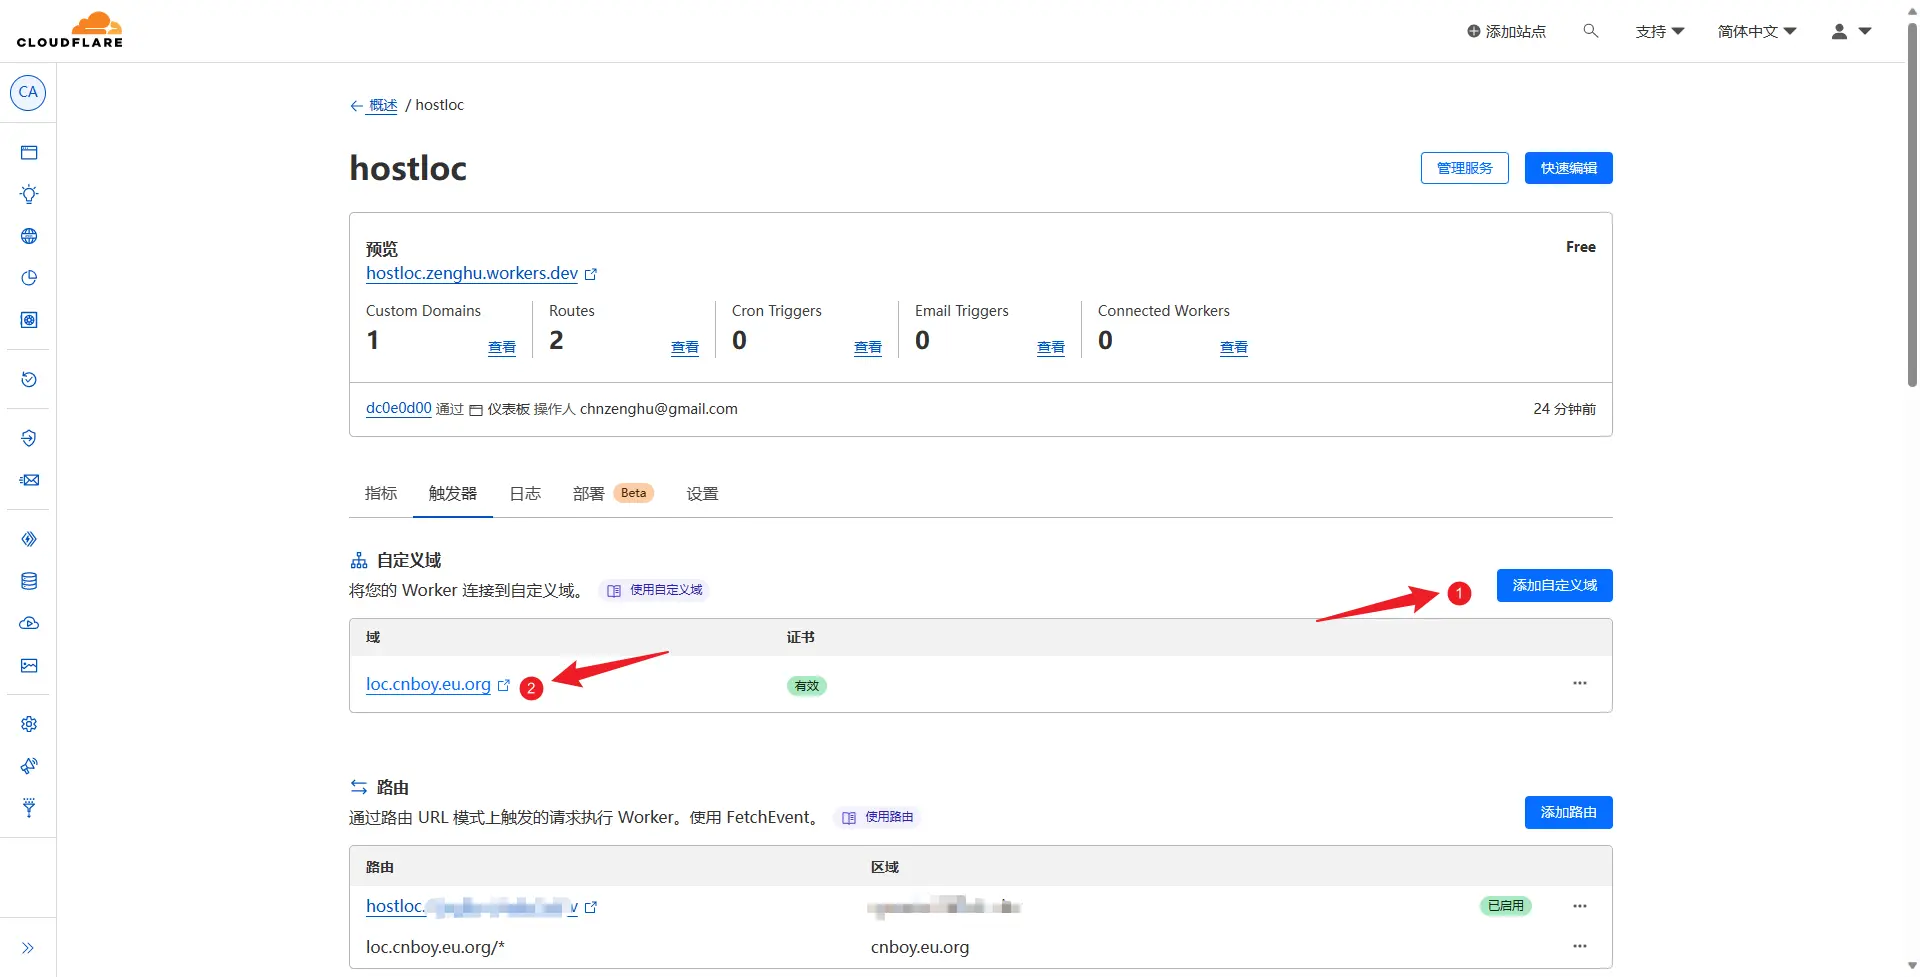 CLOUDFLARE
添加站点
支持
简体中文
CA
← 概述 / hostloc
hostloc
管理服务
快速编辑
预览
Free
hostloc.zenghu.workers.dev
Custom Domains
1
查看
Routes
2
查看
Cron Triggers
0
查看
Email Triggers
0
查看
Connected Workers
0
查看
dc0e0d00 通过 仪表板 操作人 chnzenghu@gmail.com
24 分钟前
指标
触发器
日志
部署 Beta
设置
自定义域
将您的 Worker 连接到自定义域。 使用自定义域
1
添加自定义域
域
证书
loc.cnboy.eu.org
2
有效
路由
通过路由 URL 模式上触发的请求执行 Worker。使用 FetchEvent。 使用路由
添加路由
路由
区域
hostloc.
已启用
loc.cnboy.eu.org/*
cnboy.eu.org